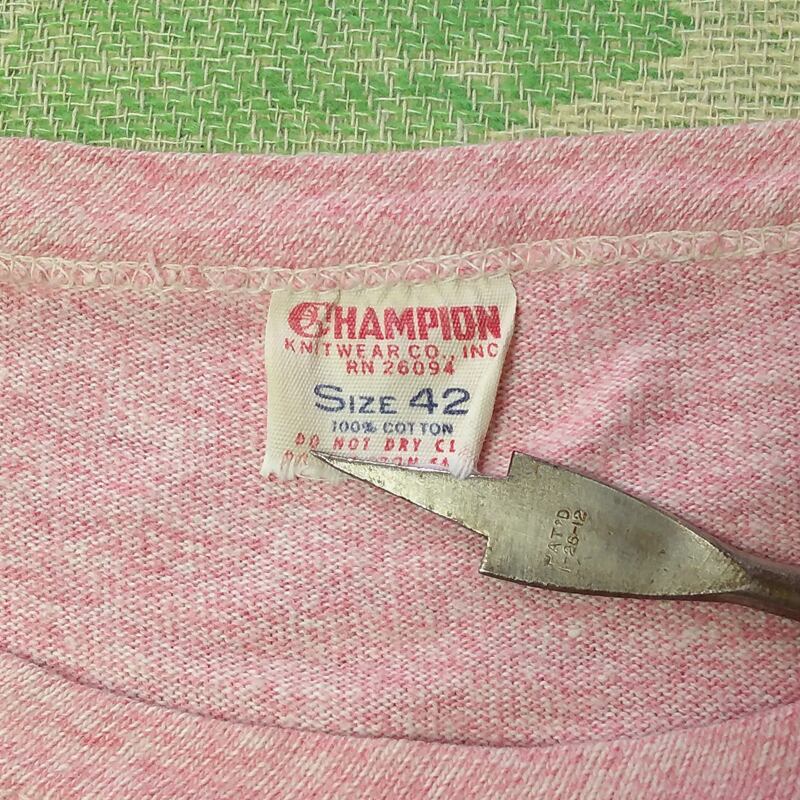 CHAMPION
KNITWEAR CO., INC
RN 26094
SIZE 42
100% COTTON
DO NOT DRY CL
PAT'D
1-26-12